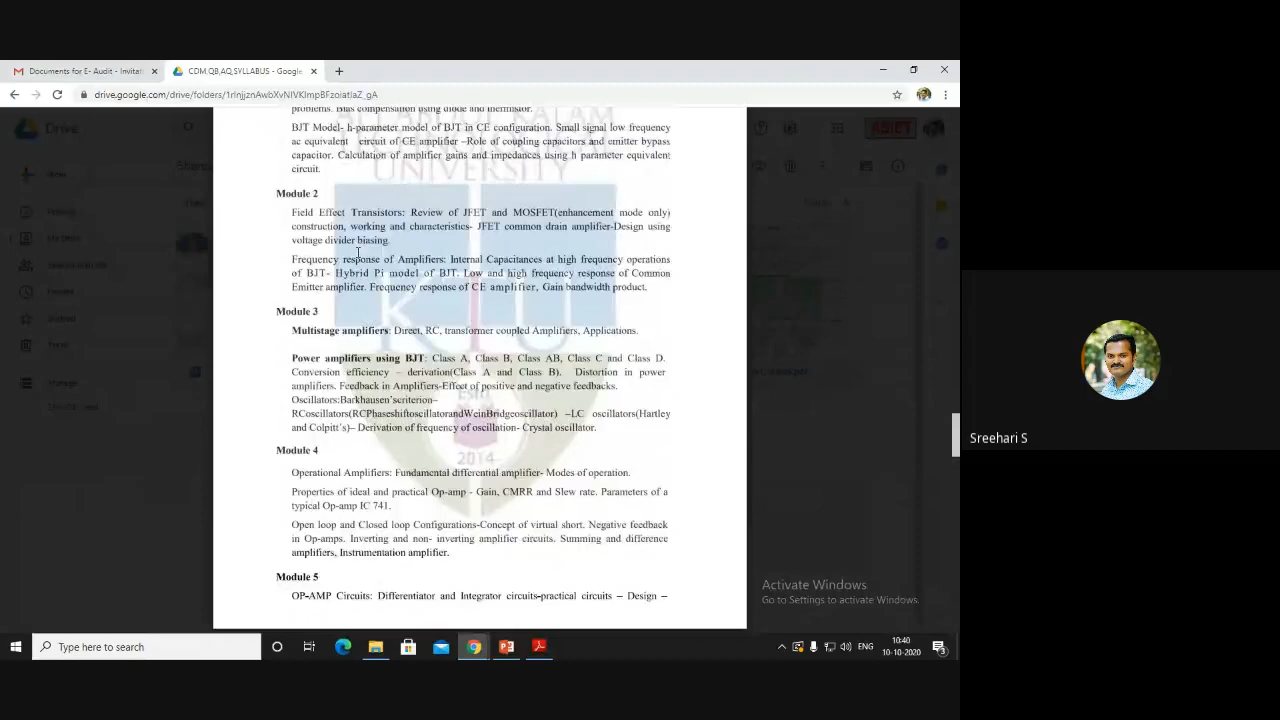 Documents for E- Audit - Invitati
CDM,QB,AQ,SYLLABUS - Google
Drive
problems. Bias compensation using diode and thermistor.
BJT Model- h-parameter model of BJT in CE configuration. Small signal low frequency
ac equivalent circuit of CE amplifier –Role of coupling capacitors and emitter bypass
capacitor. Calculation of amplifier gains and impedances using h parameter equivalent
circuit.
UNIVERSITY
Module 2
Field Effect Transistors: Review of JFET and MOSFET(enhancement mode only)
construction, working and characteristics- JFET common drain amplifier-Design using
voltage divider biasing.
Frequency response of Amplifiers: Internal Capacitances at high frequency operations
of BJT- Hybrid Pi model of BJT. Low and high frequency response of Common
Emitter amplifier. Frequency response of CE amplifier, Gain bandwidth product.
KTU
Module 3
Multistage amplifiers: Direct, RC, transformer coupled Amplifiers, Applications.
Power amplifiers using BJT: Class A, Class B, Class AB, Class C and Class D.
Conversion efficiency – derivation(Class A and Class B). Distortion in power
amplifiers. Feedback in Amplifiers-Effect of positive and negative feedbacks.
Estd
Oscillators:Barkhausen'scriterion–
RCoscillators(RCPhaseshiftoscillatorandWeinBridgeoscillator) –LC oscillators(Hartley
and Colpitt's)– Derivation of frequency of oscillation- Crystal oscillator.
Module 4
2014
Operational Amplifiers: Fundamental differential amplifier- Modes of operation.
Properties of ideal and practical Op-amp - Gain, CMRR and Slew rate. Parameters of a
typical Op-amp IC 741.
Open loop and Closed loop Configurations-Concept of virtual short. Negative feedback
in Op-amps. Inverting and non- inverting amplifier circuits. Summing and difference
amplifiers, Instrumentation amplifier.
Module 5
OP-AMP Circuits: Differentiator and Integrator circuits-practical circuits – Design –
Activate Windows
Go to Settings to activate Windows.
Sreehari S
Type here to search
ENG
10:40
10-10-2020
3